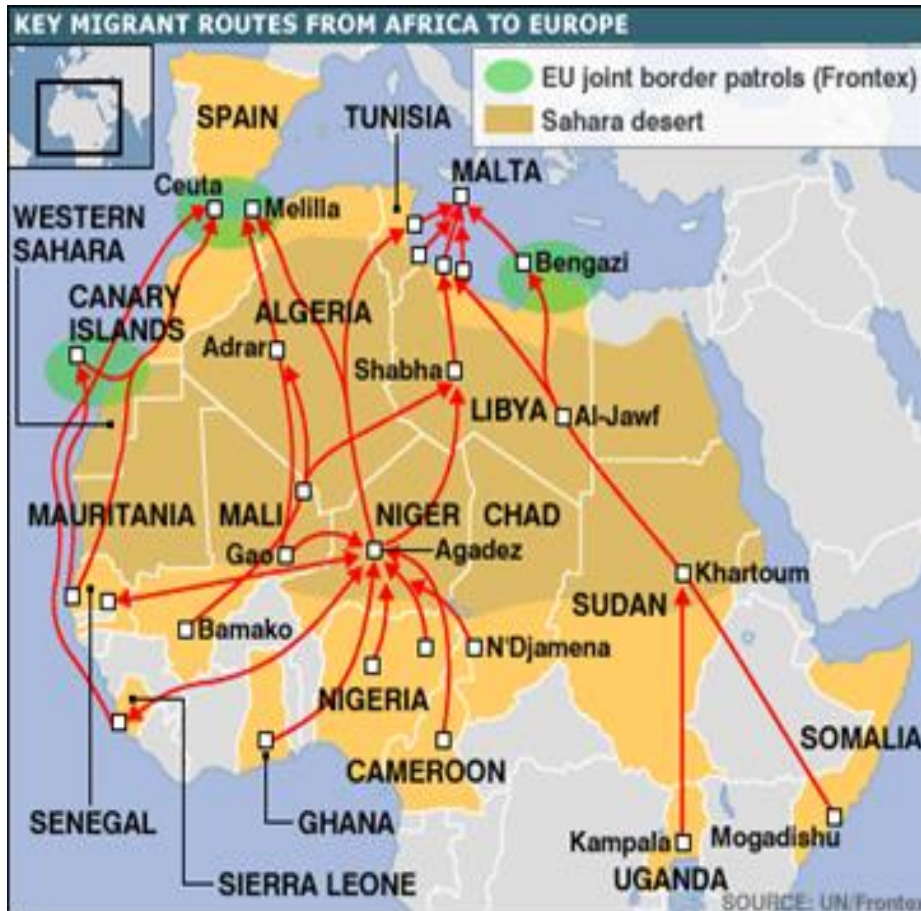 KEY MIGRANT ROUTES FROM AFRICA TO EUROPE
EU joint border patrols (Frontex)
Sahara desert
SPAIN
TUNISIA
MALTA
Ceuta
Melilla
WESTERN
SAHARA
Bengazi
CANARY
ISLANDS
ALGERIA
Adrar
Shabha
LIBYA
Al-Jawf
MAURITANIA
MALI
NIGER
CHAD
Gao
Agadez
Khartoum
SUDAN
Bamako
N'Djamena
NIGERIA
SOMALIA
CAMEROON
SENEGAL
GHANA
Kampala
Mogadishu
UGANDA
SIERRA LEONE
SOURCE: UN/Frontex